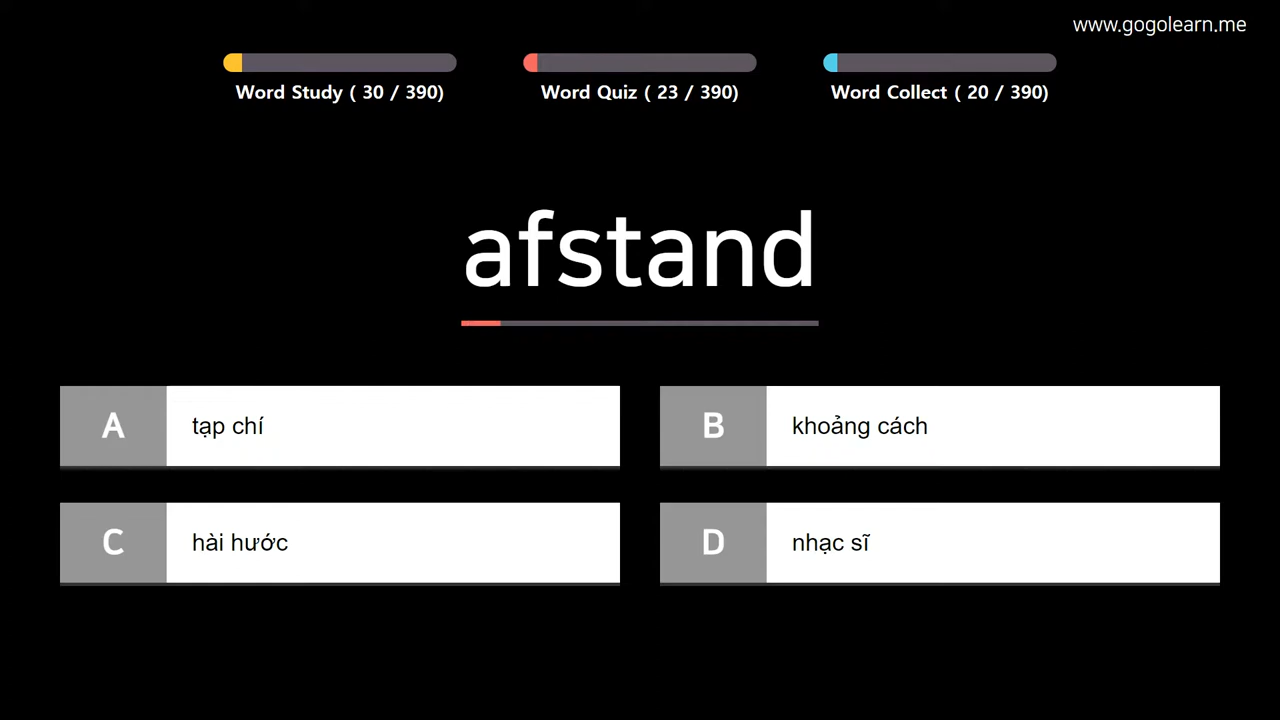 www.gogolearn.me
Word Study ( 30 / 390)
Word Quiz ( 23 / 390)
Word Collect ( 20 / 390)
afstand
A tạp chí
B khoảng cách
C hài hước
D nhạc sĩ